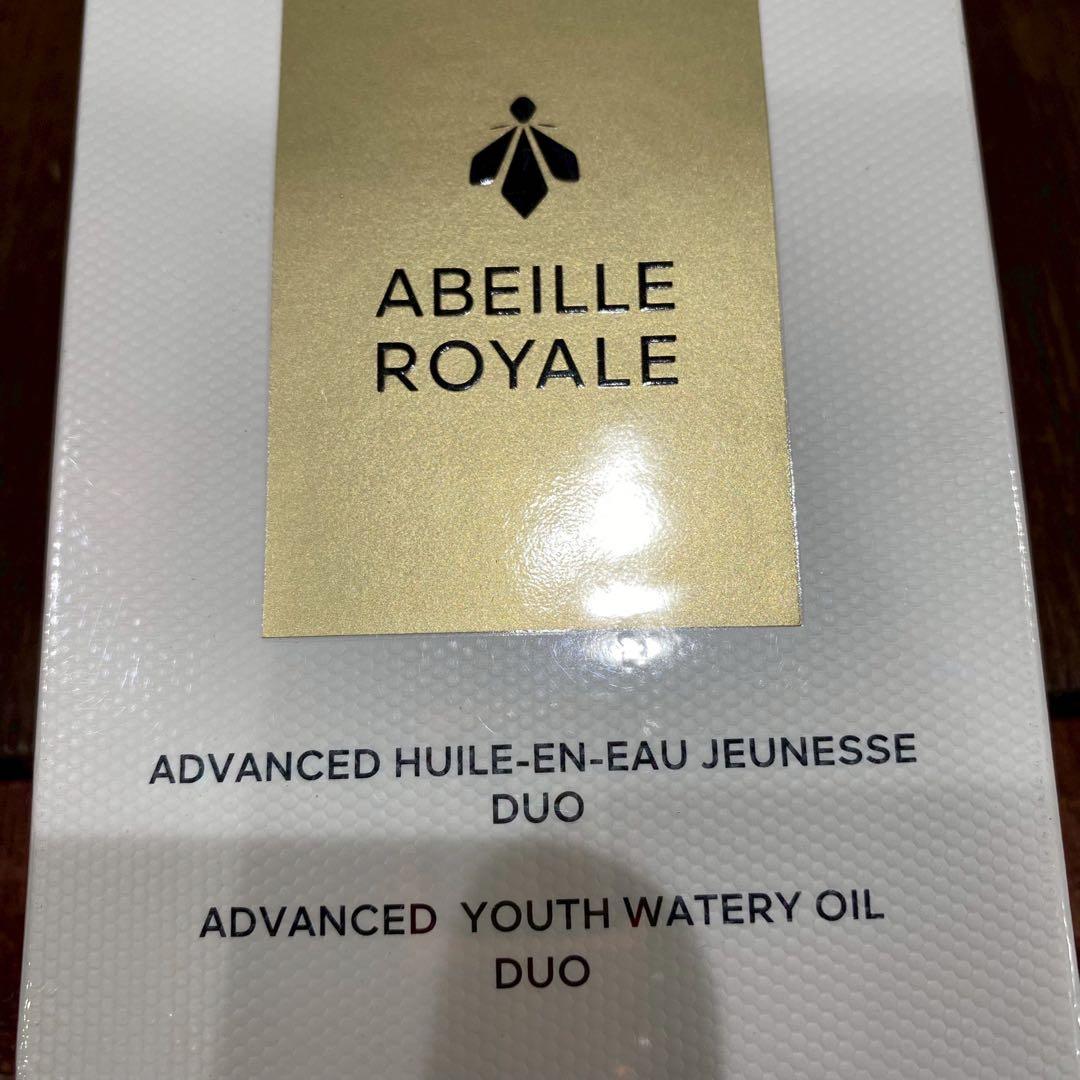 ABEILLE
ROYALE
ADVANCED HUILE-EN-EAU JEUNESSE
DUO
ADVANCED YOUTH WATERY OIL
DUO